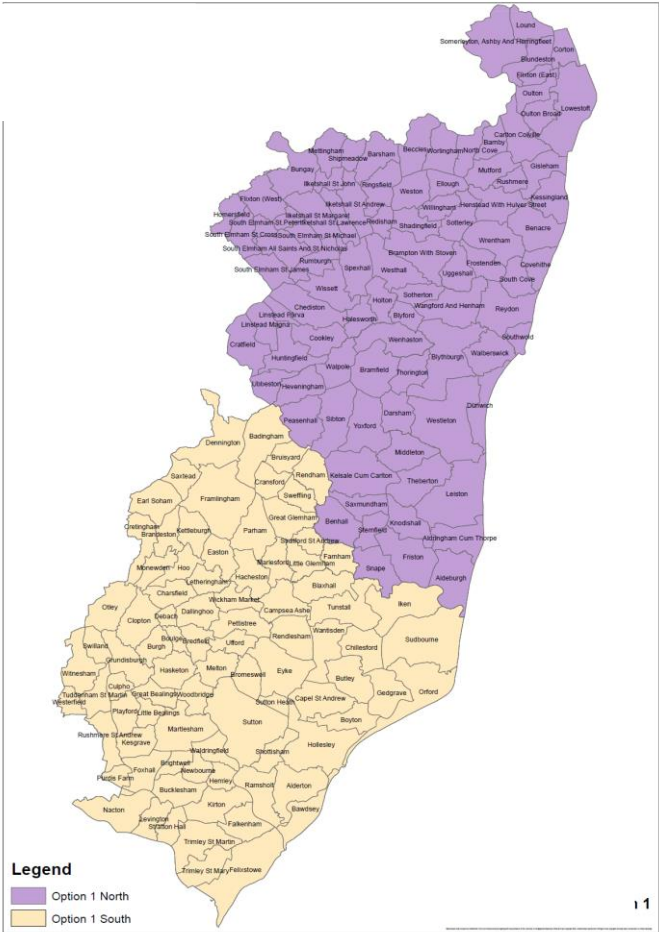 Lound
Somerleyton, Ashby And Herringfleet
Corton
Blundeston
Flixton (East)
Oulton
Lowestoft
Oulton Broad
Carlton Colville
Barnby
Mettingham
Shipmeadow
Barsham
Beccles
Worlingham
North Cove
Mutford
Gisleham
Bungay
Ilketshall St John
Ringsfield
Weston
Ellough
Rushmere
Kessingland
Flixton (West)
Ilketshall St Andrew
Willingham
Henstead With Hulver Street
Homersfield
Ilketshall St Margaret
South Elmham St Peter
Ilketshall St Lawrence
Redisham
Shadingfield
Sotterley
Benacre
South Elmham St Cross
South Elmham St Michael
Wrentham
South Elmham All Saints And St Nicholas
Brampton With Stoven
Rumburgh
Frostenden
Covehithe
South Elmham St James
Spexhall
Westhall
Uggeshall
South Cove
Wissett
Sotherton
Holton
Wangford And Henham
Reydon
Chediston
Linstead Parva
Halesworth
Blyford
Linstead Magna
Southwold
Cookley
Wenhaston
Cratfield
Walberswick
Huntingfield
Blythburgh
Walpole
Bramfield
Thorington
Ubbeston
Heveningham
Dunwich
Peasenhall
Sibton
Darsham
Westleton
Yoxford
Badingham
Dennington
Middleton
Bruisyard
Saxtead
Rendham
Kelsale Cum Carlton
Cransford
Theberton
Swefling
Leiston
Earl Soham
Framlingham
Saxmundham
Great Glemham
Benhall
Knodishall
Cretingham
Brandeston
Kettleburgh
Parham
Sternfield
Stratford St Andrew
Aldringham Cum Thorpe
Easton
Farnham
Friston
Monewden
Hoo
Marlesford
Little Glemham
Snape
Letheringham
Hacheston
Aldeburgh
Blaxhall
Charsfield
Wickham Market
Otley
Dallinghoo
Campsea Ashe
Tunstall
Iken
Clopton
Debach
Pettistree
Boulge
Bredfield
Rendlesham
Wantisden
Sudbourne
Swilland
Burgh
Ufford
Chillesford
Grundisburgh
Witnesham
Hasketon
Melton
Bromeswell
Eyke
Butley
Culpho
Tuddenham St Martin
Great Bealings
Woodbridge
Gedgrave
Orford
Westerfield
Sutton Heath
Capel St Andrew
Playford
Little Bealings
Sutton
Boyton
Rushmere St Andrew
Martlesham
Kesgrave
Hollesley
Waldringfield
Shottisham
Brightwell
Foxhall
Newbourne
Purdis Farm
Hemley
Ramsholt
Alderton
Bucklesham
Nacton
Kirton
Bawdsey
Levington
Stratton Hall
Falkenham
Trimley St Martin
Trimley St Mary
Felixstowe
Legend
Option 1 North
Option 1 South
1